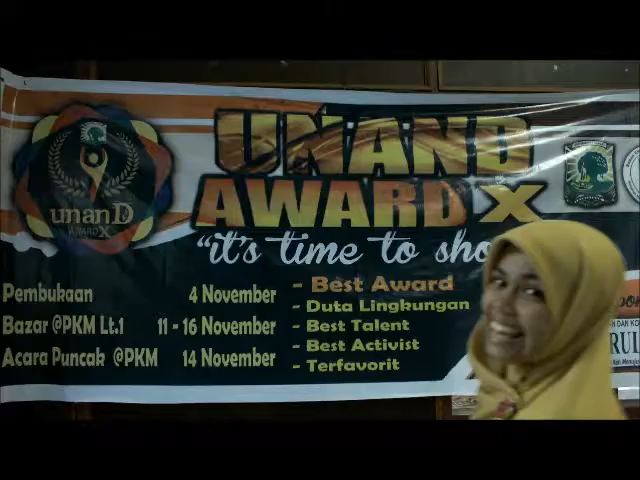 UNAND
AWARD X
unanD
AWARD X
"it's time to sho
Pembukaan 4 November
Bazar @PKM Lt.1 11 - 16 November
Acara Puncak @PKM 14 November
- Best Award
- Duta Lingkungan
- Best Talent
- Best Activist
- Terfavorit